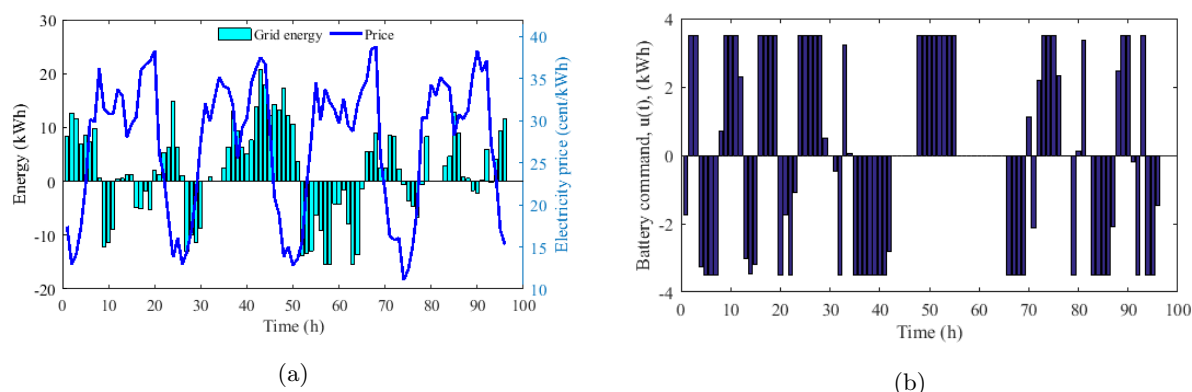 Grid energy Price
30
20
10
0
-10
-20
40
35
30
25
20
15
10
0 10 20 30 40 50 60 70 80 90 100
Energy (kWh)
Electricity price (cent/kWh)
Time (h)
(a)
4
2
0
-2
-4
0 10 20 30 40 50 60 70 80 90 100
Battery command, u(t), (kWh)
Time (h)
(b)